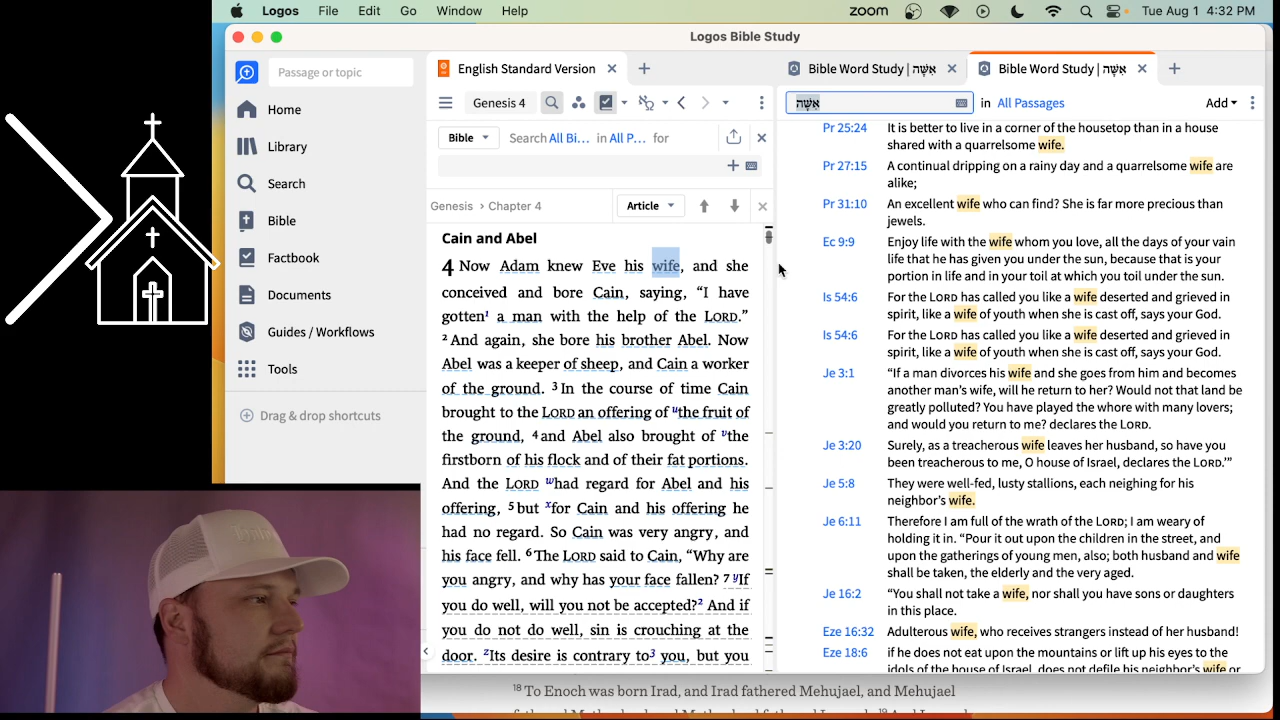 Logos File Edit Go Window Help
zoom Tue Aug 1 4:32 PM
Logos Bible Study
Passage or topic
Home
Library
Search
Bible
Factbook
Documents
Guides / Workflows
Tools
Drag & drop shortcuts
English Standard Version
Genesis 4
Bible Search All Bi... in All P... for
Genesis › Chapter 4 Article
Cain and Abel
4 Now Adam knew Eve his wife, and she
conceived and bore Cain, saying, “I have
gotten¹ a man with the help of the LORD.”
² And again, she bore his brother Abel. Now
Abel was a keeper of sheep, and Cain a worker
of the ground. ³ In the course of time Cain
brought to the LORD an offering of ᵘthe fruit of
the ground, ⁴ and Abel also brought of ᵛthe
firstborn of his flock and of their fat portions.
And the LORD ʷhad regard for Abel and his
offering, ⁵ but ˣfor Cain and his offering he
had no regard. So Cain was very angry, and
his face fell. ⁶ The LORD said to Cain, “Why are
you angry, and why has your face fallen? ⁷ ʸIf
you do well, will you not be accepted?² And if
you do not do well, sin is crouching at the
door. ᶻIts desire is contrary to³ you, but you
Bible Word Study | אִשָּׁה
Bible Word Study | אִשָּׁה
אִשָּׁה in All Passages Add
Pr 25:24 It is better to live in a corner of the housetop than in a house
shared with a quarrelsome wife.
Pr 27:15 A continual dripping on a rainy day and a quarrelsome wife are
alike;
Pr 31:10 An excellent wife who can find? She is far more precious than
jewels.
Ec 9:9 Enjoy life with the wife whom you love, all the days of your vain
life that he has given you under the sun, because that is your
portion in life and in your toil at which you toil under the sun.
Is 54:6 For the LORD has called you like a wife deserted and grieved in
spirit, like a wife of youth when she is cast off, says your God.
Is 54:6 For the LORD has called you like a wife deserted and grieved in
spirit, like a wife of youth when she is cast off, says your God.
Je 3:1 “If a man divorces his wife and she goes from him and becomes
another man’s wife, will he return to her? Would not that land be
greatly polluted? You have played the whore with many lovers;
and would you return to me? declares the LORD.
Je 3:20 Surely, as a treacherous wife leaves her husband, so have you
been treacherous to me, O house of Israel, declares the LORD.’”
Je 5:8 They were well-fed, lusty stallions, each neighing for his
neighbor’s wife.
Je 6:11 Therefore I am full of the wrath of the LORD; I am weary of
holding it in. “Pour it out upon the children in the street, and
upon the gatherings of young men, also; both husband and wife
shall be taken, the elderly and the very aged.
Je 16:2 “You shall not take a wife, nor shall you have sons or daughters
in this place.
Eze 16:32 Adulterous wife, who receives strangers instead of her husband!
Eze 18:6 if he does not eat upon the mountains or lift up his eyes to the
idols of the house of Israel, does not defile his neighbor’s wife or
¹⁸ To Enoch was born Irad, and Irad fathered Mehujael, and Mehujael